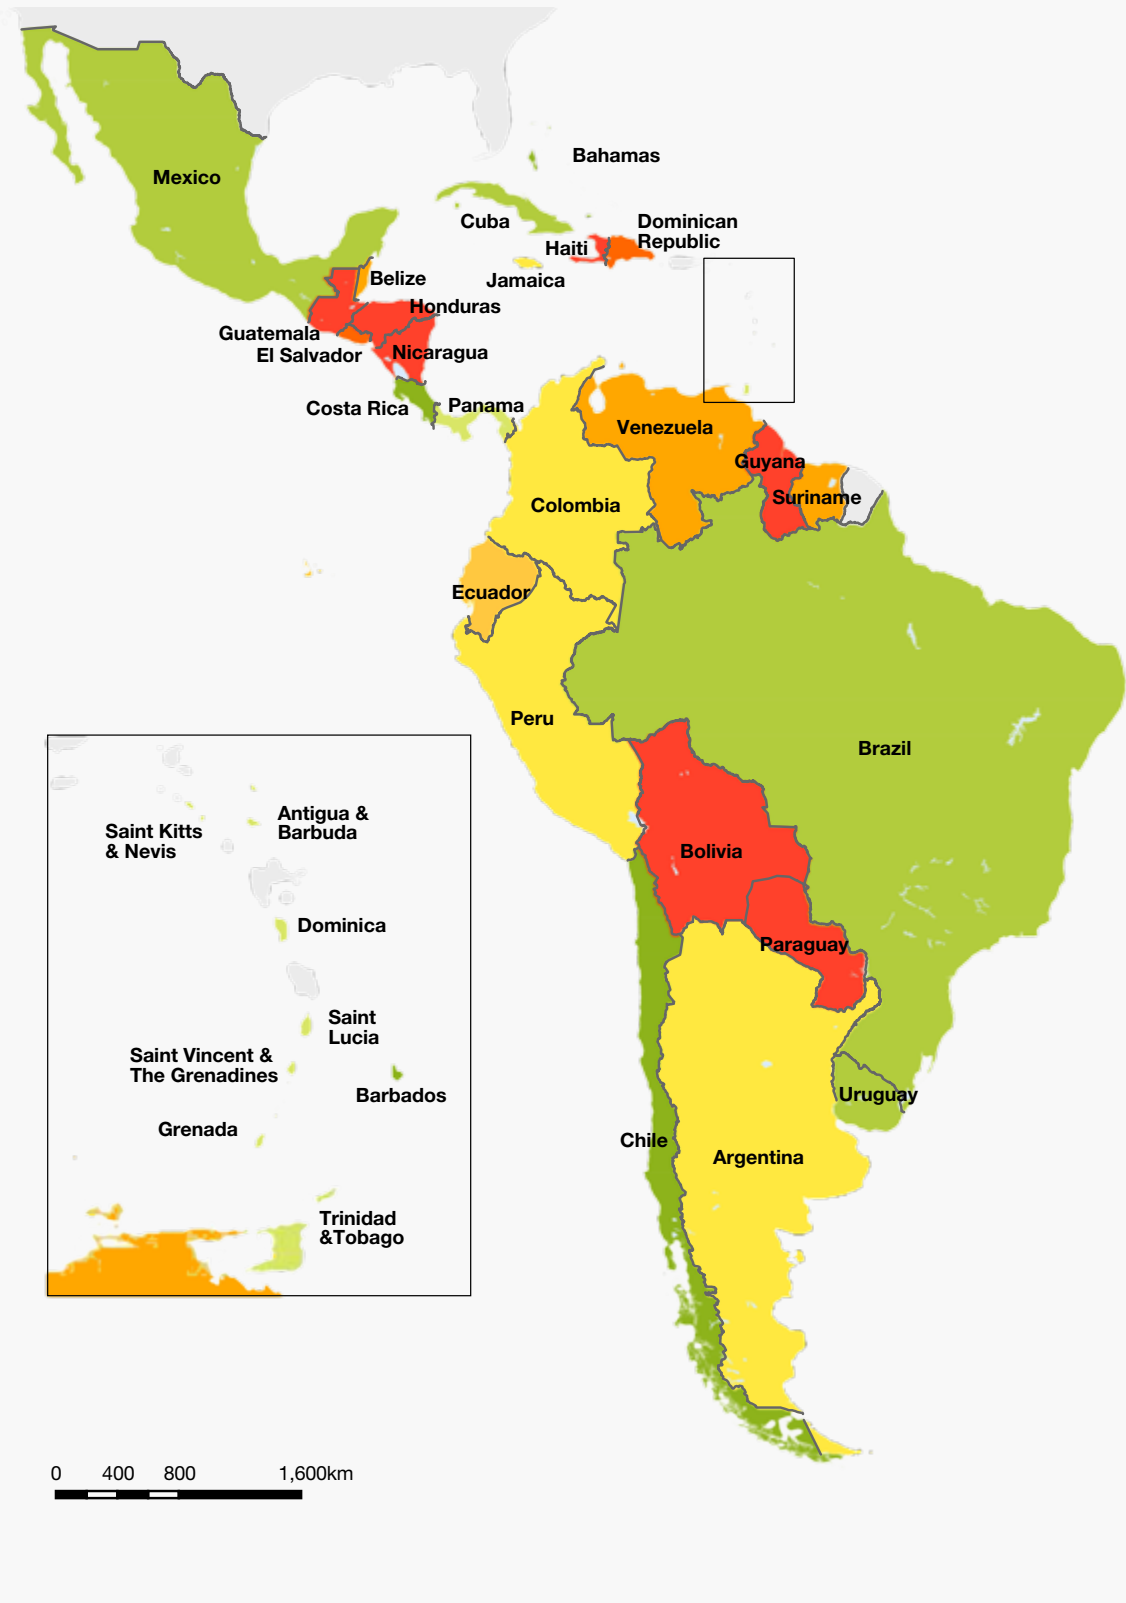 Bahamas
Mexico
Cuba
Dominican
Republic
Haiti
Jamaica
Belize
Honduras
Guatemala
El Salvador
Nicaragua
Costa Rica
Panama
Venezuela
Guyana
Suriname
Colombia
Ecuador
Peru
Brazil
Antigua &
Barbuda
Saint Kitts
& Nevis
Bolivia
Dominica
Paraguay
Saint
Lucia
Saint Vincent &
The Grenadines
Barbados
Uruguay
Grenada
Chile
Argentina
Trinidad
&Tobago
0 400 800 1,600km